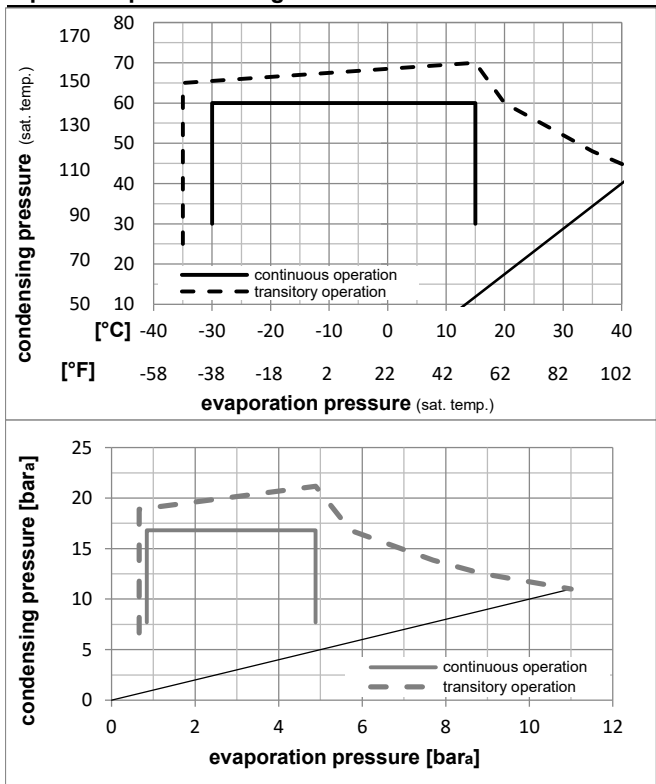 170 80
70
150
60
130
50
110
40
90
30
70
20
50 10
condensing pressure (sat. temp.)
continuous operation
transitory operation
[°C] -40 -30 -20 -10 0 10 20 30 40
[°F] -58 -38 -18 2 22 42 62 82 102
evaporation pressure (sat. temp.)
25
20
15
10
5
0
condensing pressure [bara]
continuous operation
transitory operation
0 2 4 6 8 10 12
evaporation pressure [bara]